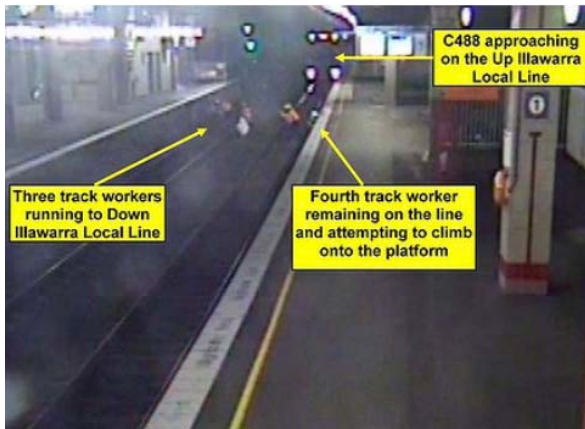 C488 approaching
on the Up Illawarra
Local Line
1
Three track workers
running to Down
Illawarra Local Line
Fourth track worker
remaining on the line
and attempting to climb
onto the platform